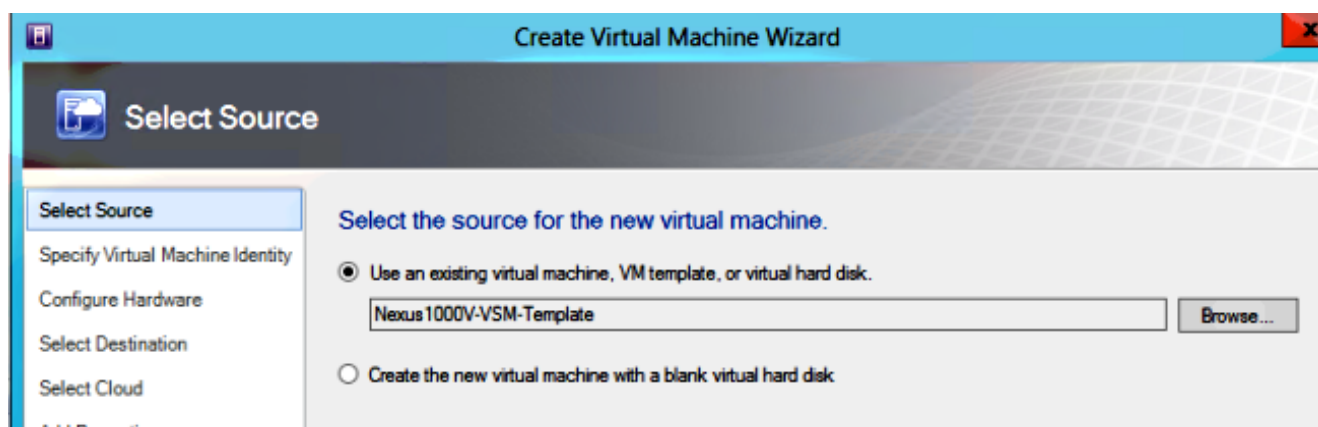 Create Virtual Machine Wizard
x
Select Source
Select Source
Specify Virtual Machine Identity
Configure Hardware
Select Destination
Select Cloud
Select the source for the new virtual machine.
Use an existing virtual machine, VM template, or virtual hard disk.
Nexus1000V-VSM-Template
Browse...
Create the new virtual machine with a blank virtual hard disk